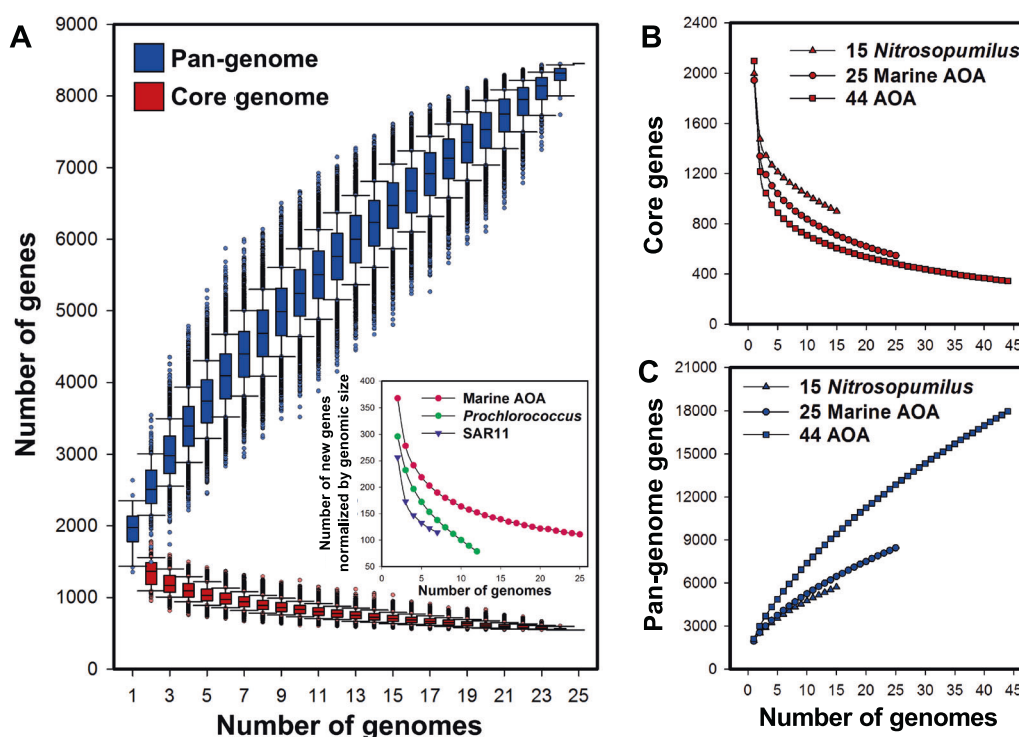 A
Pan-genome
Core genome
Number of genes
9000
8000
7000
6000
5000
4000
3000
2000
1000
0
1 3 5 7 9 11 13 15 17 19 21 23 25
Number of genomes
Number of new genes
normalized by genomic size
400
350
300
250
200
150
100
50
Marine AOA
Prochlorococcus
SAR11
0 5 10 15 20 25
Number of genomes
B
Core genes
2400
2000
1600
1200
800
400
0
15 Nitrosopumilus
25 Marine AOA
44 AOA
0 5 10 15 20 25 30 35 40 45
C
Pan-genome genes
21000
18000
15000
12000
9000
6000
3000
0
15 Nitrosopumilus
25 Marine AOA
44 AOA
0 5 10 15 20 25 30 35 40 45
Number of genomes